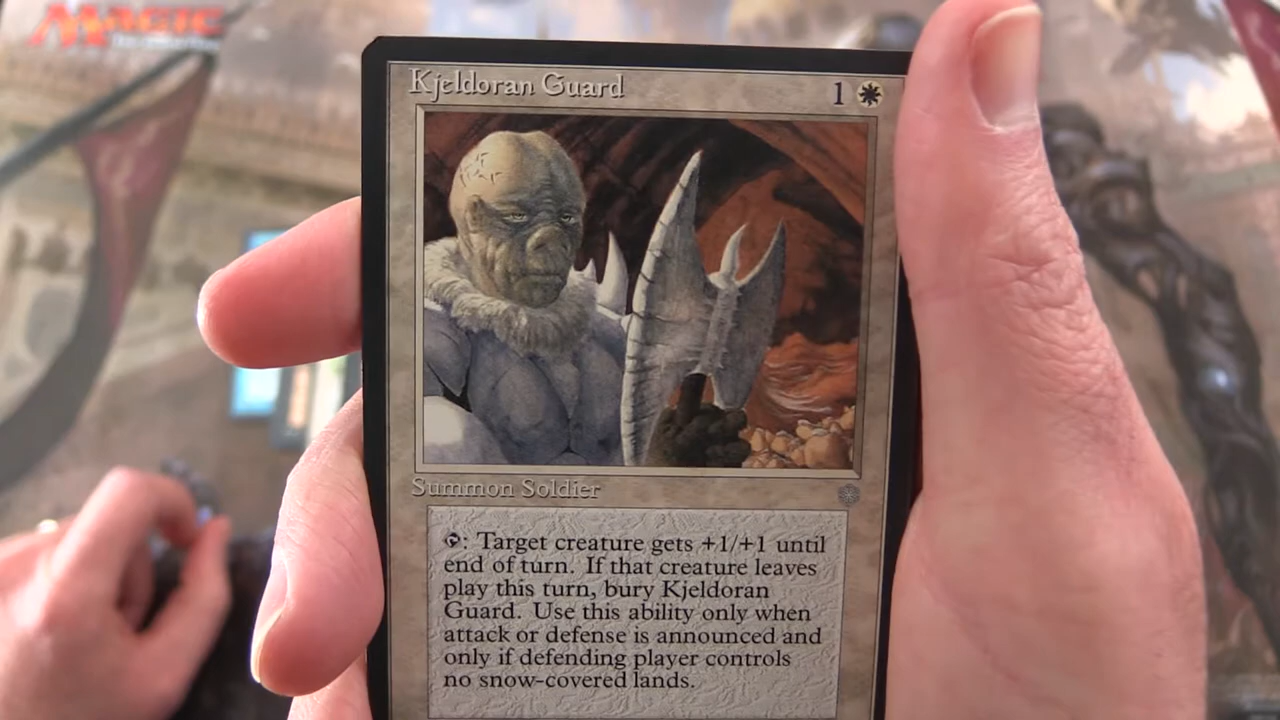 MAGIC
Kjeldoran Guard 1
Summon Soldier
: Target creature gets +1/+1 until
end of turn. If that creature leaves
play this turn, bury Kjeldoran
Guard. Use this ability only when
attack or defense is announced and
only if defending player controls
no snow-covered lands.